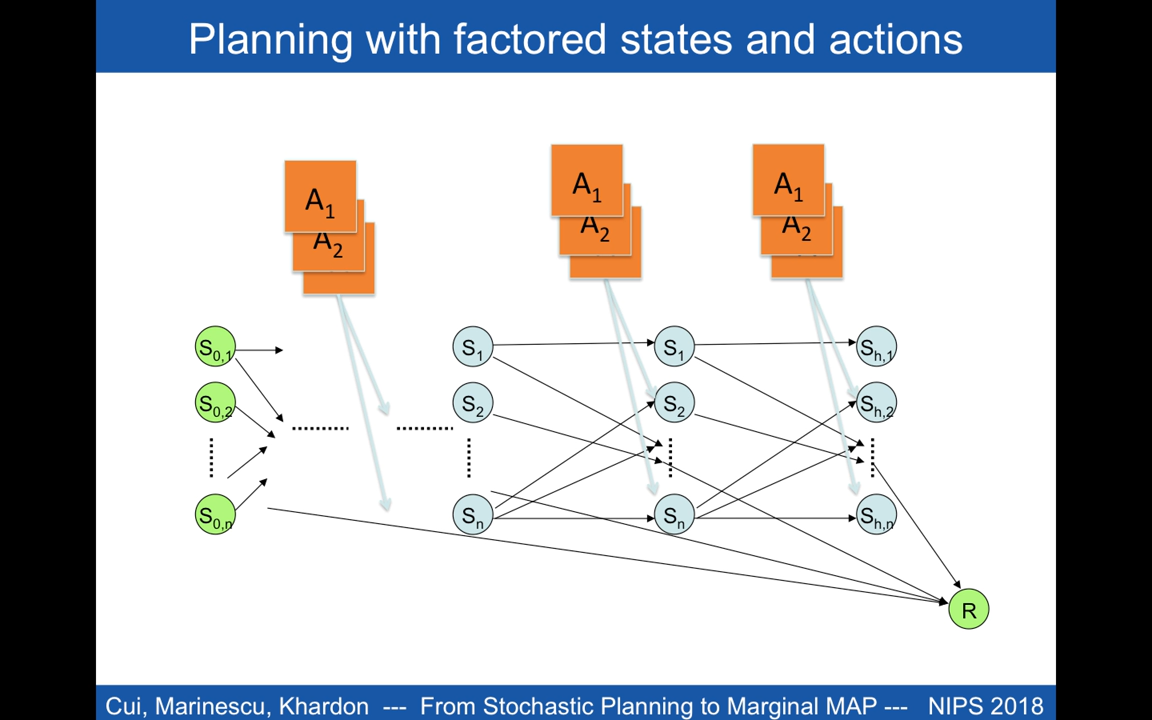 Planning with factored states and actions
A1
A2
A1
A2
A1
A2
S0,1
S1
S1
Sh,1
S0,2
S2
S2
Sh,2
S0,n
Sn
Sn
Sh,n
R
Cui, Marinescu, Khardon --- From Stochastic Planning to Marginal MAP --- NIPS 2018